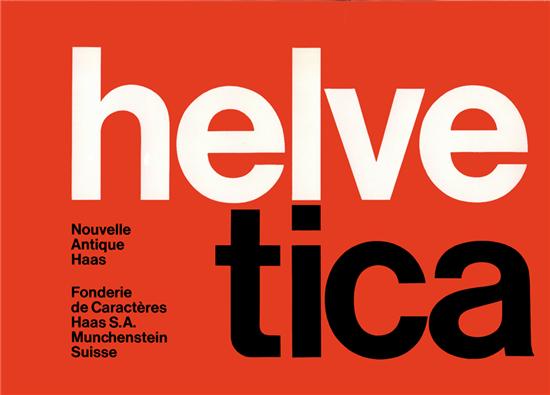 helve
tica
Nouvelle
Antique
Haas
Fonderie
de Caractères
Haas S.A.
Munchenstein
Suisse